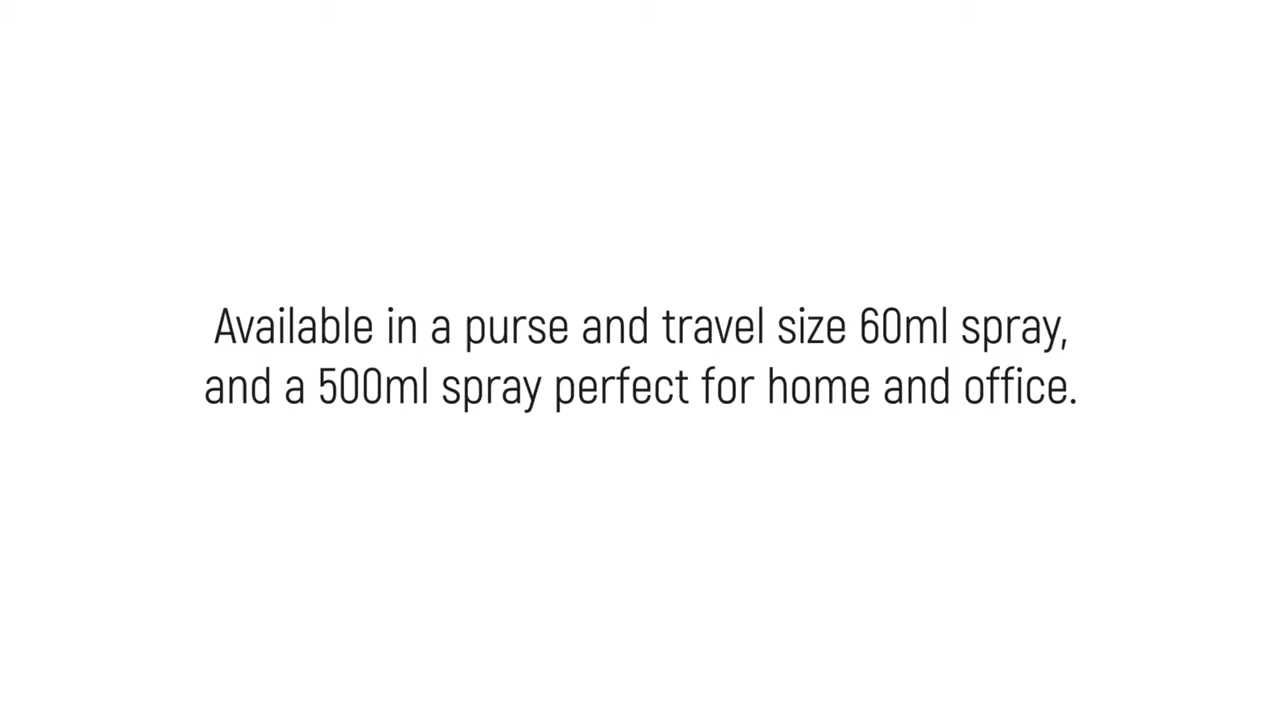 Available in a purse and travel size 60ml spray,
and a 500ml spray perfect for home and office.